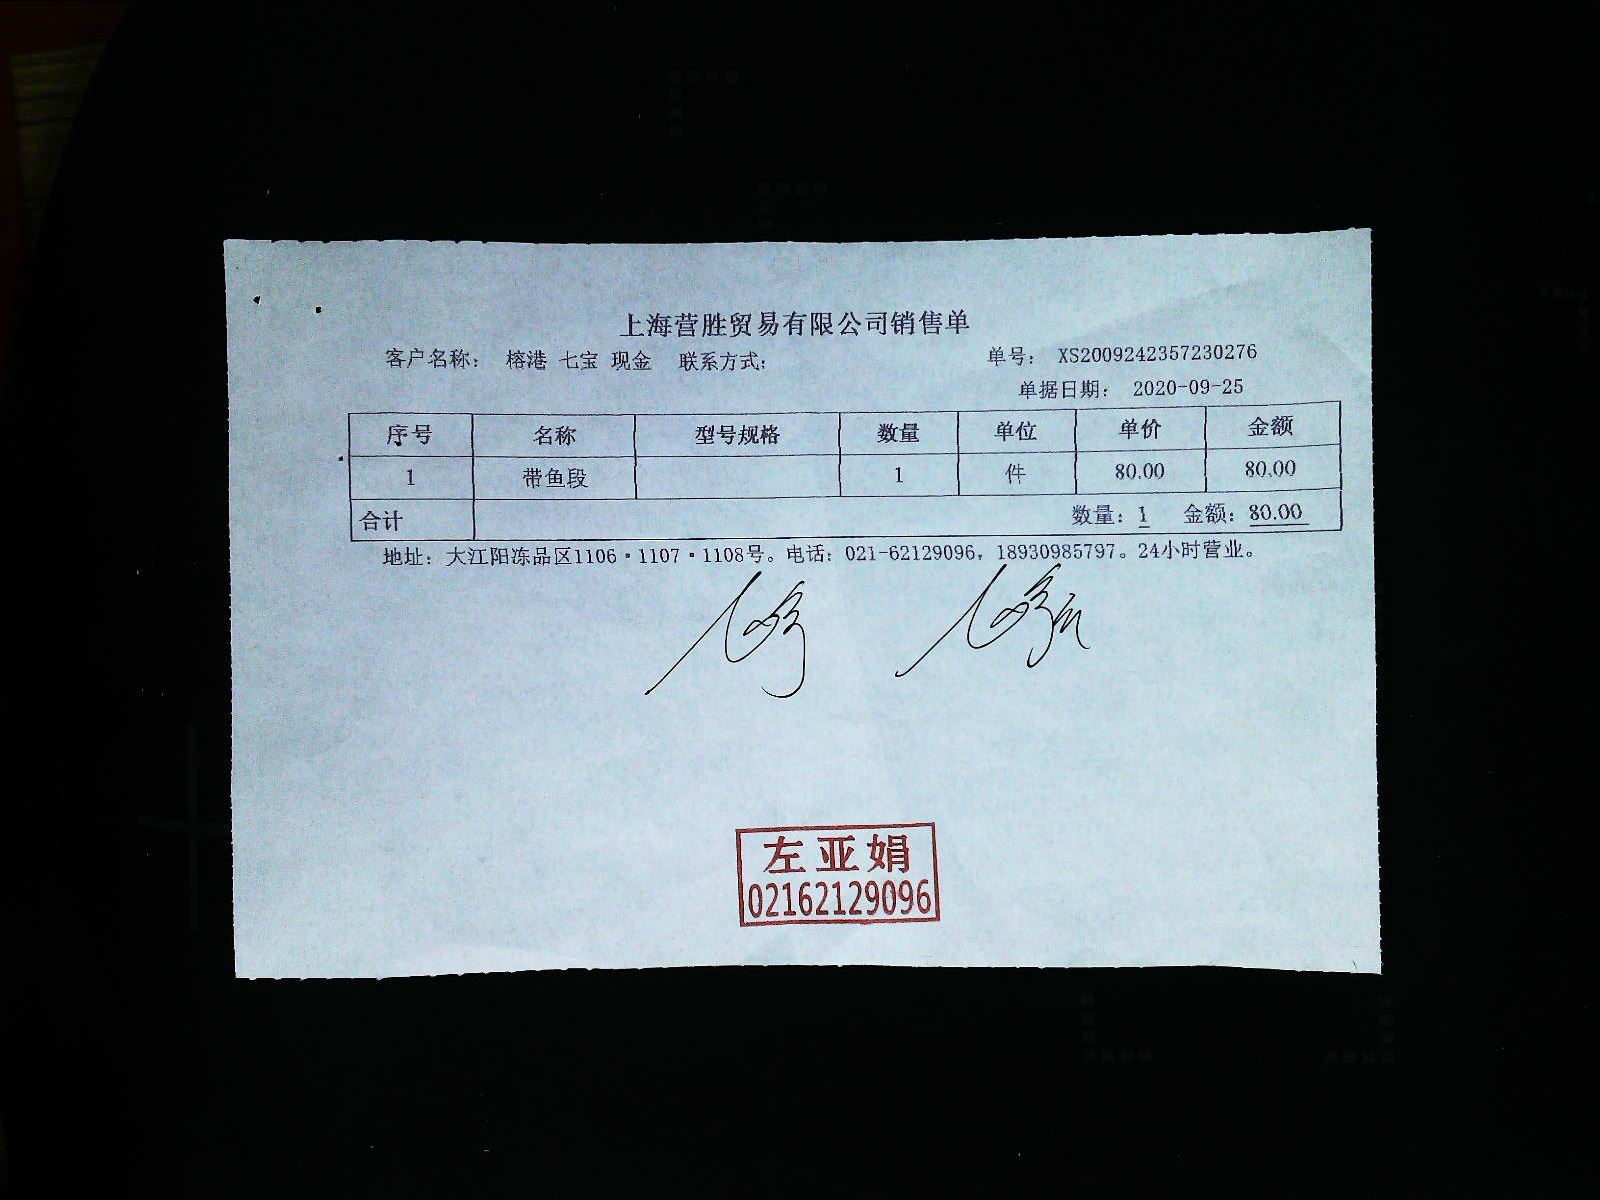 上海营胜贸易有限公司销售单
客户名称： 榕港 七宝 现金 联系方式： 单号： XS2009242357230276
单据日期： 2020-09-25
序号 名称 型号规格 数量 单位 单价 金额
1 带鱼段 1 件 80.00 80.00
合计 数量：1 金额：80.00
地址：大江阳冻品区1106·1107·1108号。电话：021-62129096，18930985797。24小时营业。
左亚娟
02162129096